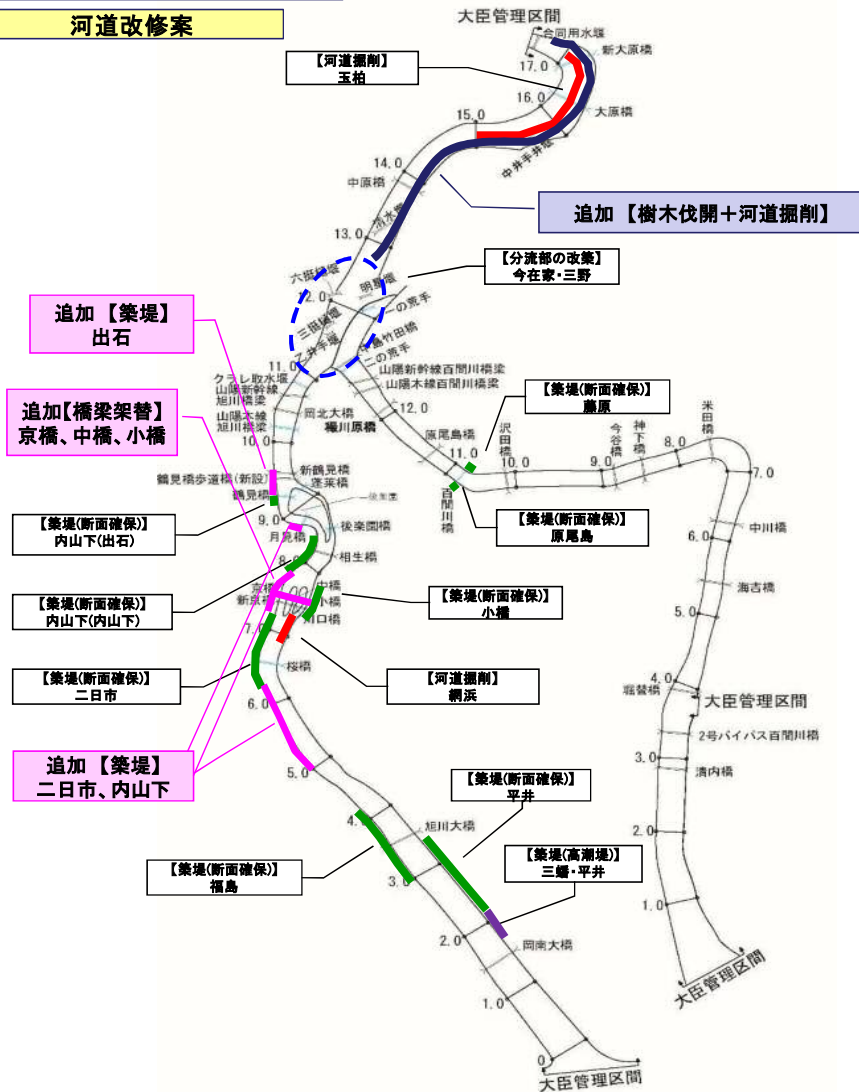 河道改修案
大臣管理区間
合同用水堰
新大原橋
17.0
【河道掘削】
玉柏
16.0
大原橋
15.0
中井手井堰
14.0
中原橋
追加 【樹木伐開＋河道掘削】
清水堰
13.0
【分流部の改築】
今在家・三野
六挺樋堰
明星堰
12.0
一の荒手
三挺樋堰
乙井手堰
追加 【築堤】
出石
中島竹田橋
二の荒手
11.0
クラレ取水堰
山陽新幹線
旭川橋梁
山陽新幹線百間川橋梁
山陽本線百間川橋梁
山陽本線
旭川橋梁
岡北大橋
12.0
追加【橋梁架替】
京橋、中橋、小橋
【築堤(断面確保)】
藤原
10.0
原尾島橋
11.0
沢田橋
10.0
9.0
今谷橋
神下橋
8.0
米田橋
7.0
新鶴見橋
鶴見橋歩道橋(新設)
蓬莱橋
鶴見橋
後楽園
百間川橋
9.0
【築堤(断面確保)】
内山下(出石)
後楽園橋
【築堤(断面確保)】
原尾島
中川橋
月見橋
6.0
相生橋
8.0
海吉橋
京橋
中橋
新京橋
小橋
【築堤(断面確保)】
内山下(内山下)
【築堤(断面確保)】
小橋
5.0
川口橋
7.0
桜橋
【築堤(断面確保)】
二日市
【河道掘削】
網浜
4.0
堀替橋
大臣管理区間
6.0
2号バイパス百間川橋
追加 【築堤】
二日市、内山下
3.0
清内橋
5.0
【築堤(断面確保)】
平井
4.0
旭川大橋
2.0
【築堤(断面確保)】
福島
【築堤(高潮堤)】
三蟠・平井
3.0
1.0
2.0
岡南大橋
大臣管理区間
1.0
0
大臣管理区間